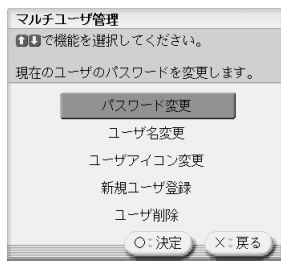 マルチユーザ管理
⬆⬇で機能を選択してください。
現在のユーザのパスワードを変更します。
パスワード変更
ユーザ名変更
ユーザアイコン変更
新規ユーザ登録
ユーザ削除
○:決定 ×:戻る